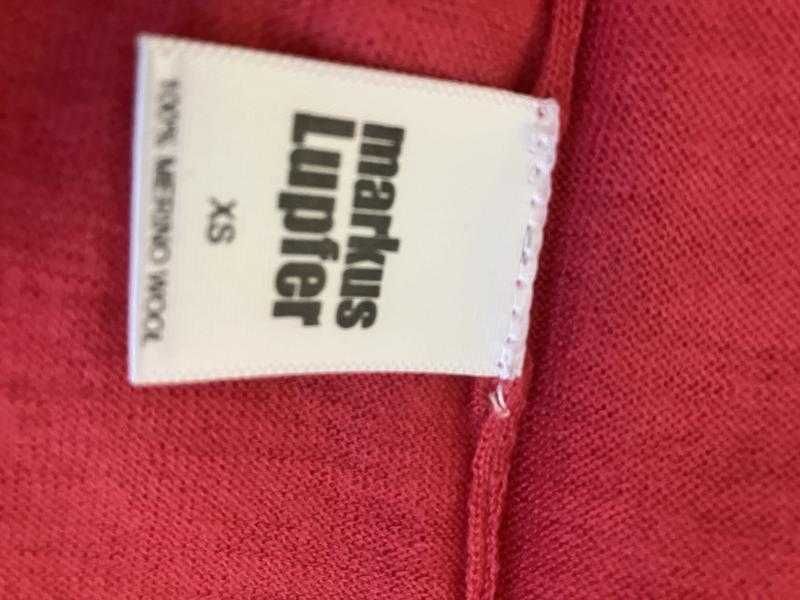 markus
Lupfer
XS
100% MERINO WOOL